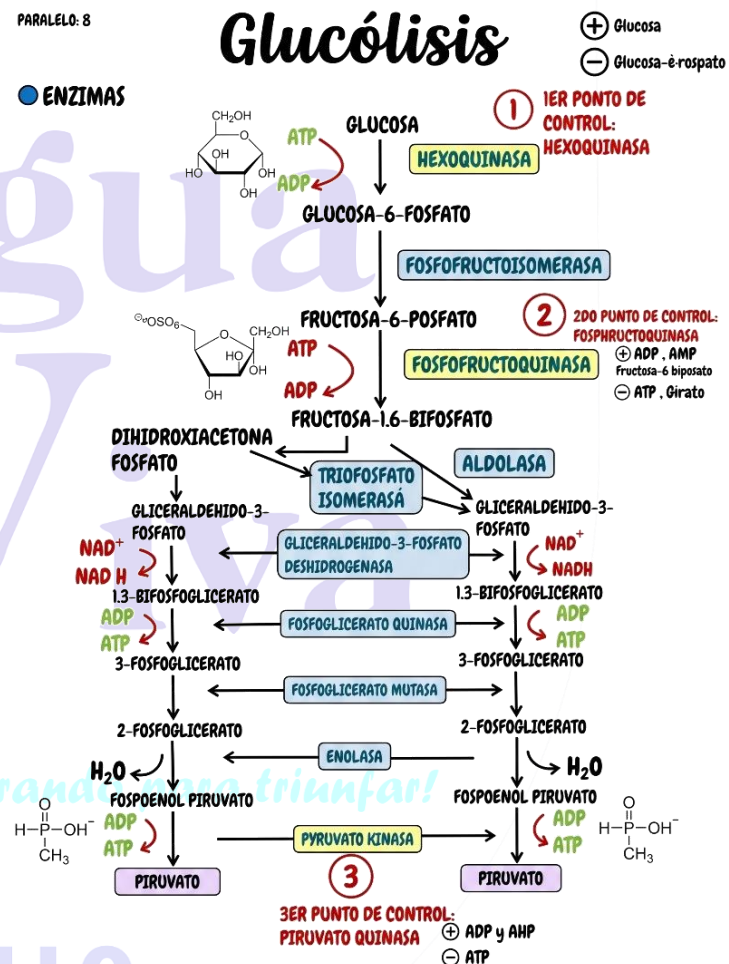 PARALELO: 8
Glucólisis
+ Glucosa
− Glucosa-è-rospato
ENZIMAS
1
1ER PONTO DE
CONTROL:
HEXOQUINASA
CH₂OH
O
OH
HO
OH
OH
ATP
ADP
GLUCOSA
HEXOQUINASA
GLUCOSA-6-FOSFATO
FOSFOFRUCTOISOMERASA
FRUCTOSA-6-POSFATO
2
2DO PUNTO DE CONTROL:
FOSPHRUCTOQUINASA
+ ADP , AMP
Fructosa-6 biposato
− ATP , Girato
OSO₆
O
CH₂OH
HO
OH
OH
ATP
ADP
FOSFOFRUCTOQUINASA
FRUCTOSA-1.6-BIFOSFATO
DIHIDROXIACETONA
FOSFATO
TRIOFOSFATO
ISOMERASÁ
ALDOLASA
GLICERALDEHIDO-3-
FOSFATO
GLICERALDEHIDO-3-
FOSFATO
NAD⁺
NAD H
GLICERALDEHIDO-3-FOSFATO
DESHIDROGENASA
NAD⁺
NADH
1.3-BIFOSFOGLICERATO
1.3-BIFOSFOGLICERATO
ADP
ATP
FOSFOGLICERATO QUINASA
ADP
ATP
3-FOSFOGLICERATO
3-FOSFOGLICERATO
FOSFOGLICERATO MUTASA
2-FOSFOGLICERATO
2-FOSFOGLICERATO
H₂O
ENOLASA
H₂O
FOSPOENOL PIRUVATO
FOSPOENOL PIRUVATO
O
H–P–OH⁻
CH₃
ADP
ATP
PYRUVATO KINASA
ADP
ATP
O
H–P–OH⁻
CH₃
PIRUVATO
PIRUVATO
3
3ER PUNTO DE CONTROL:
PIRUVATO QUINASA
+ ADP y AHP
− ATP
gua
Viva
rando para triunfar!